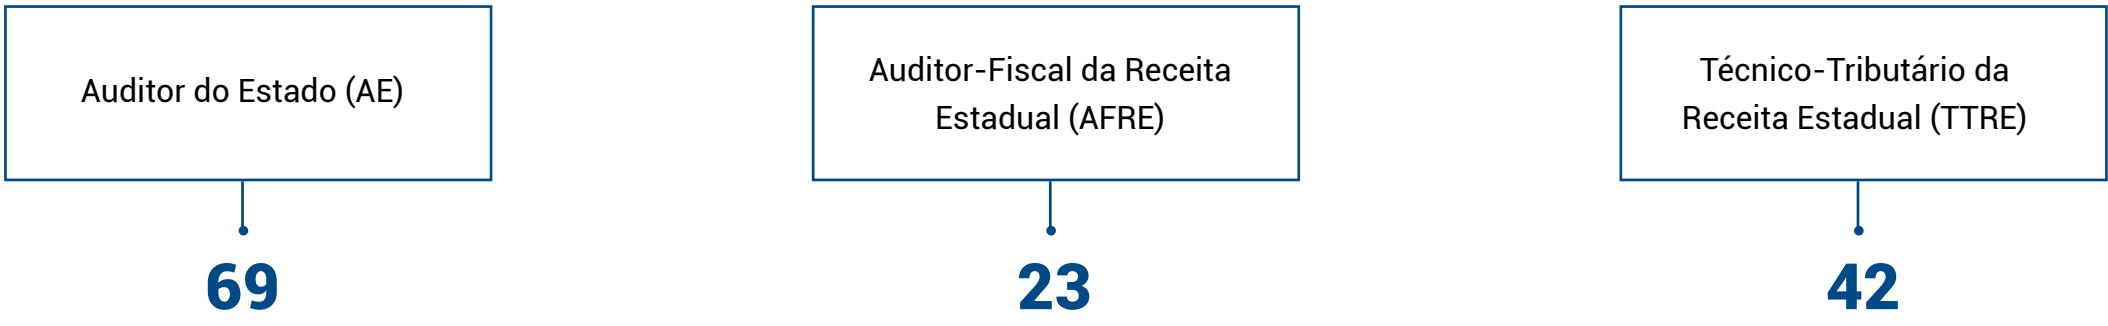 Auditor do Estado (AE)
69
Auditor-Fiscal da Receita
Estadual (AFRE)
23
Técnico-Tributário da
Receita Estadual (TTRE)
42